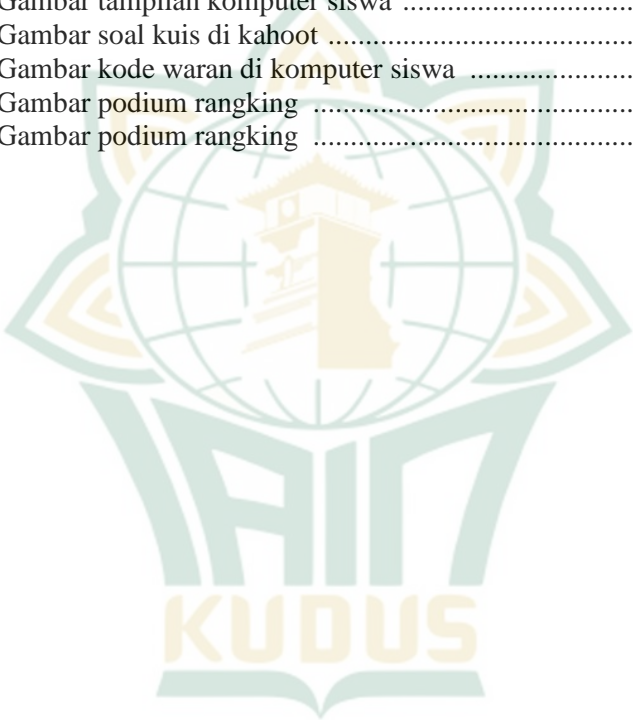 Gambar tampilan komputer siswa ..............................
Gambar soal kuis di kahoot ........................................
Gambar kode waran di komputer siswa .....................
Gambar podium rangking ..........................................
Gambar podium rangking ..........................................
IAIN
KUDUS